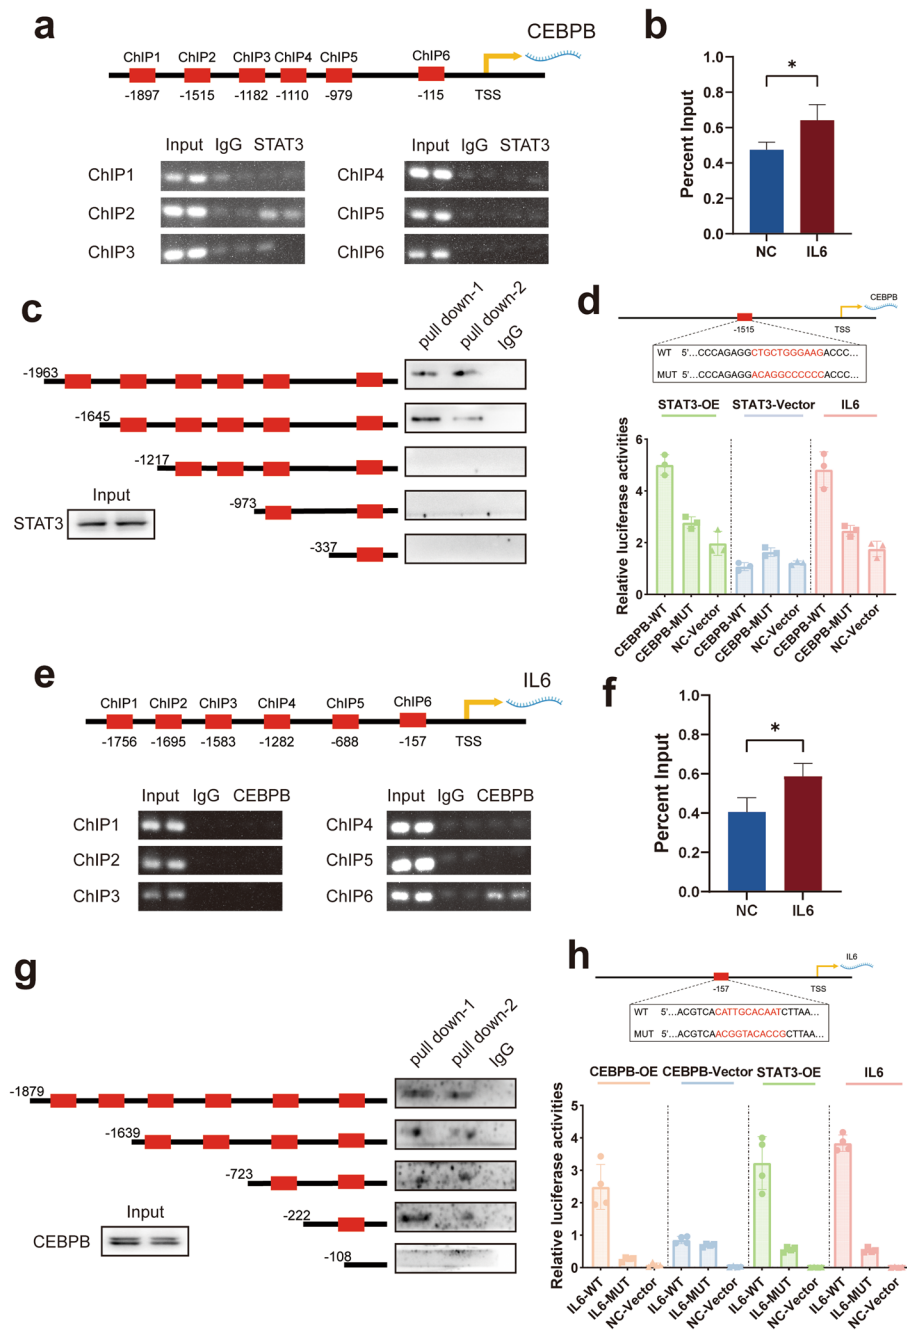 a
CEBPB
ChIP1 ChIP2 ChIP3 ChIP4 ChIP5 ChIP6
-1897 -1515 -1182 -1110 -979 -115 TSS
Input IgG STAT3
ChIP1
ChIP2
ChIP3
Input IgG STAT3
ChIP4
ChIP5
ChIP6
b
Percent Input
1.0
0.8
0.6
0.4
0.2
0.0
*
NC IL6
c
pull down-1 pull down-2 IgG
-1963
-1645
-1217
-973
-337
Input
STAT3
d
CEBPB
-1515 TSS
WT 5'...CCCAGAGGCTGCTGGGAAGACCC...
MUT 5'...CCCAGAGGACAGGCCCCCCACCC...
STAT3-OE STAT3-Vector IL6
Relative luciferase activities
6
4
2
0
CEBPB-WT CEBPB-MUT NC-Vector CEBPB-WT CEBPB-MUT NC-Vector CEBPB-WT CEBPB-MUT NC-Vector
e
IL6
ChIP1 ChIP2 ChIP3 ChIP4 ChIP5 ChIP6
-1756 -1695 -1583 -1282 -688 -157 TSS
Input IgG CEBPB
ChIP1
ChIP2
ChIP3
Input IgG CEBPB
ChIP4
ChIP5
ChIP6
f
Percent Input
1.0
0.8
0.6
0.4
0.2
0.0
*
NC IL6
g
pull down-1 pull down-2 IgG
-1879
-1639
-723
-222
-108
Input
CEBPB
h
IL6
-157 TSS
WT 5'...ACGTCACATTGCACAATCTTAA...
MUT 5'...ACGTCAACGGTACACCGCTTAA...
CEBPB-OE CEBPB-Vector STAT3-OE IL6
Relative luciferase activities
5
4
3
2
1
0
IL6-WT IL6-MUT NC-Vector IL6-WT IL6-MUT NC-Vector IL6-WT IL6-MUT NC-Vector IL6-WT IL6-MUT NC-Vector